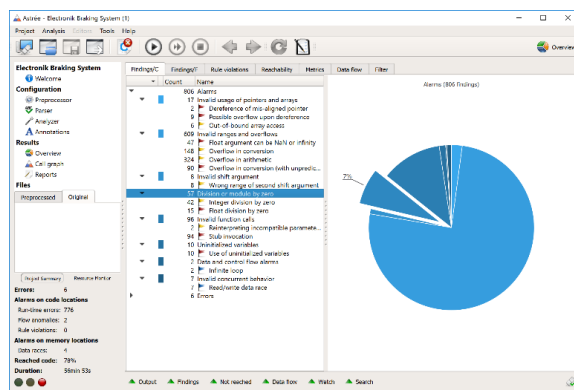 Astrée - Electronik Braking System (1)
Project Analysis Editors Tools Help
Overview
Electronik Braking System
Welcome
Configuration
Preprocessor
Parser
Analyzer
Annotations
Results
Overview
Call graph
Reports
Files
Preprocessed Original
Project Summary Resource Monitor
Errors: 6
Alarms on code locations
Run-time errors: 776
Flow anomalies: 2
Rule violations: 0
Alarms on memory locations
Data races: 4
Reached code: 78%
Duration: 56min 53s
Findings/C Findings/T Rule violations Reachability Metrics Data flow Filter
Count Name
806 Alarms
17 Invalid usage of pointers and arrays
2 Dereference of mis-aligned pointer
9 Possible overflow upon dereference
6 Out-of-bound array access
609 Invalid ranges and overflows
47 Float argument can be NaN or infinity
148 Overflow in conversion
324 Overflow in arithmetic
90 Overflow in conversion (with unpredic...
8 Invalid shift argument
8 Wrong range of second shift argument
57 Division or modulo by zero
42 Integer division by zero
15 Float division by zero
96 Invalid function calls
2 Reinterpreting incompatible paramete...
94 Stub invocation
10 Uninitialized variables
10 Use of uninitialized variables
2 Data and control flow alarms
2 Infinite loop
7 Invalid concurrent behavior
7 Read/write data race
6 Errors
Alarms (806 findings)
7%
Output Findings Not reached Data flow Watch Search